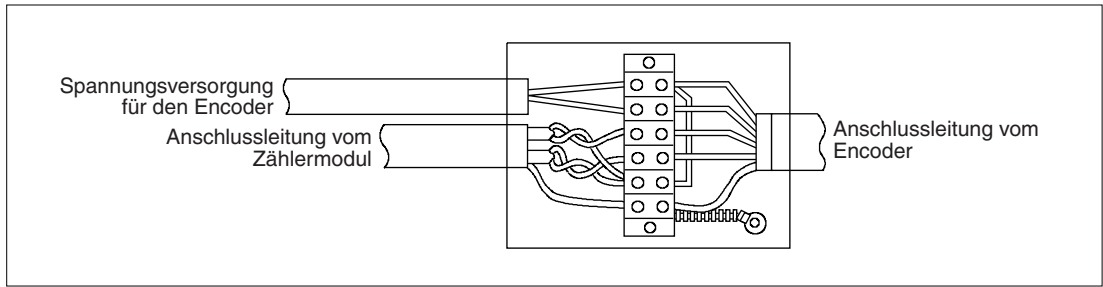 Spannungsversorgung
für den Encoder
Anschlussleitung vom
Zählermodul
Anschlussleitung vom
Encoder